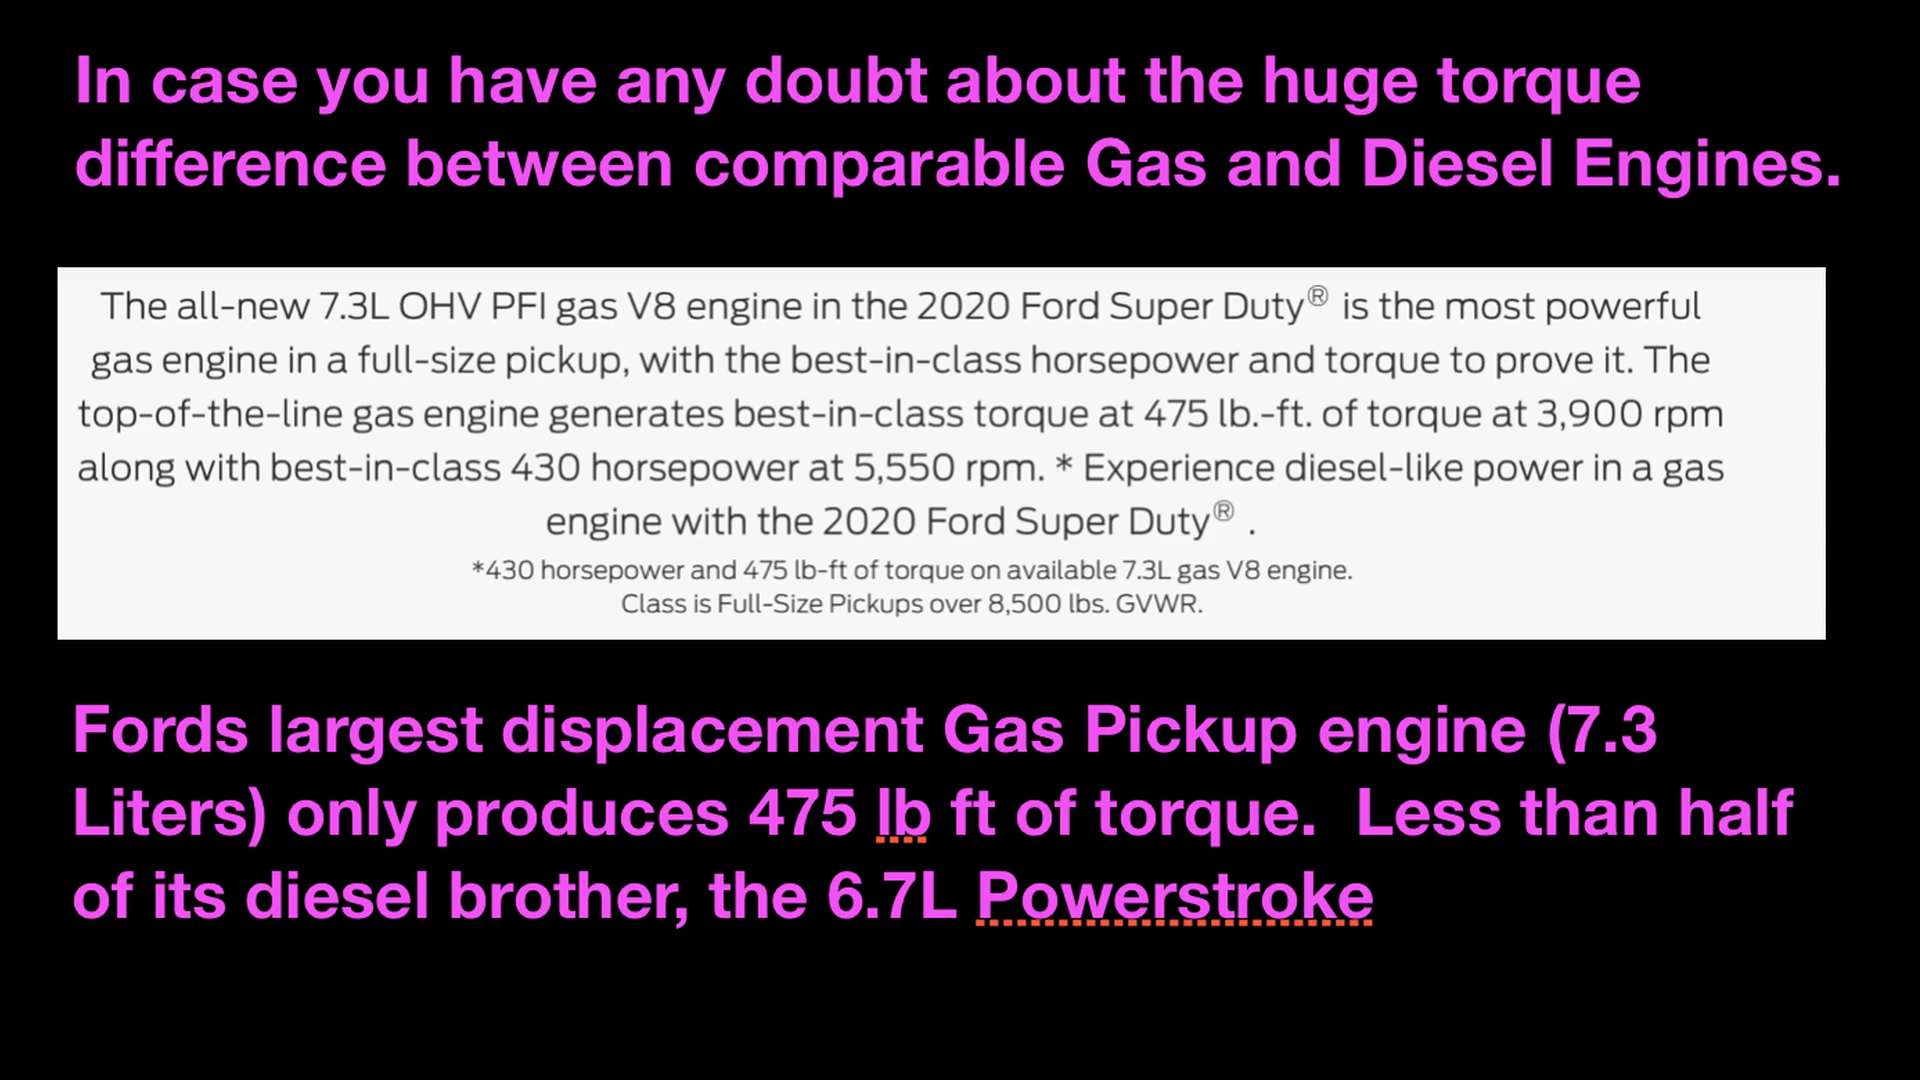 In case you have any doubt about the huge torque
difference between comparable Gas and Diesel Engines.
The all-new 7.3L OHV PFI gas V8 engine in the 2020 Ford Super Duty® is the most powerful
gas engine in a full-size pickup, with the best-in-class horsepower and torque to prove it. The
top-of-the-line gas engine generates best-in-class torque at 475 lb.-ft. of torque at 3,900 rpm
along with best-in-class 430 horsepower at 5,550 rpm. * Experience diesel-like power in a gas
engine with the 2020 Ford Super Duty® .
*430 horsepower and 475 lb-ft of torque on available 7.3L gas V8 engine.
Class is Full-Size Pickups over 8,500 lbs. GVWR.
Fords largest displacement Gas Pickup engine (7.3
Liters) only produces 475 lb ft of torque.  Less than half
of its diesel brother, the 6.7L Powerstroke